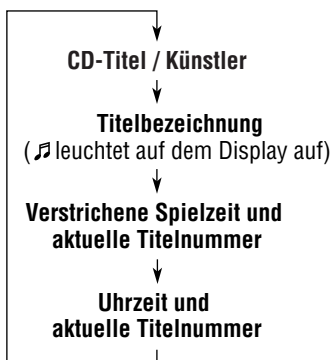 CD-Titel / Künstler
Titelbezeichnung
(♫ leuchtet auf dem Display auf)
Verstrichene Spielzeit und
aktuelle Titelnummer
Uhrzeit und
aktuelle Titelnummer